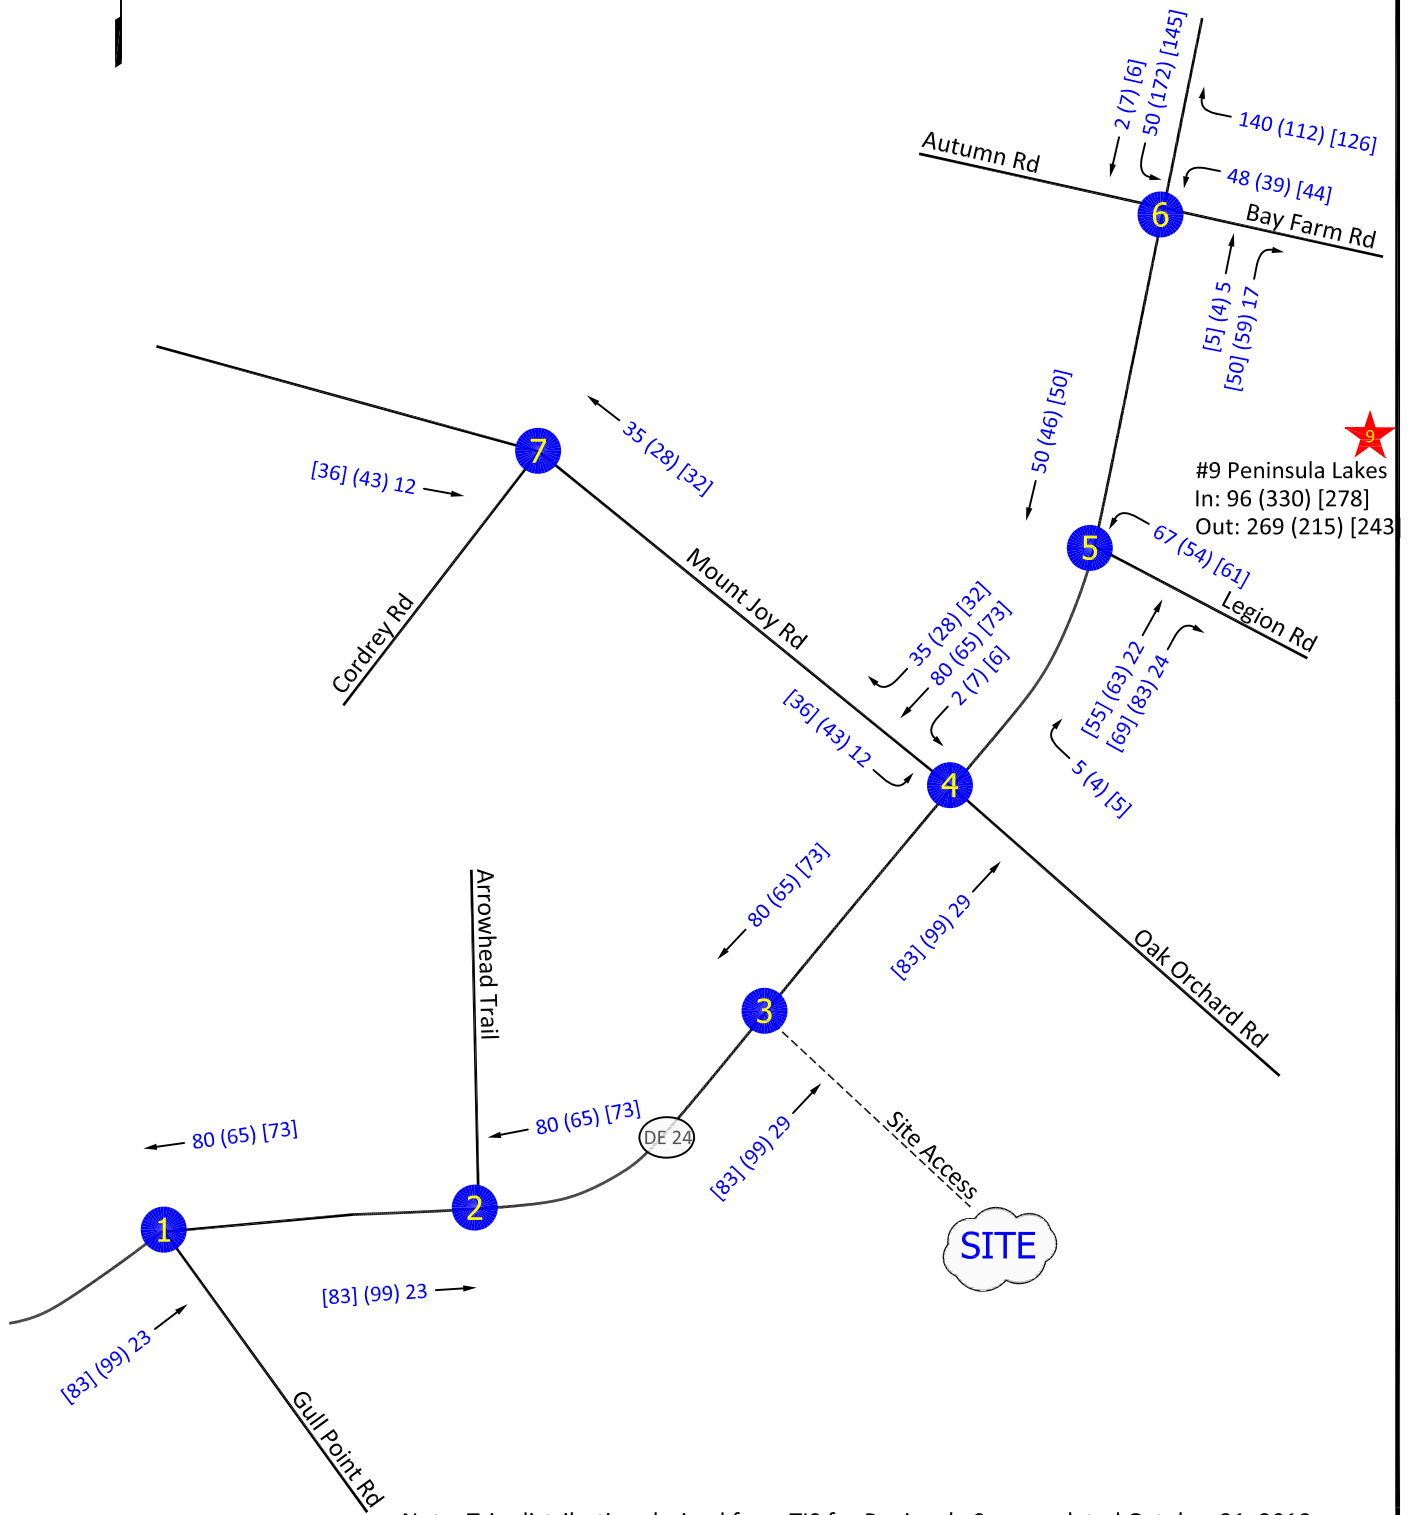 2 (7) [6]
50 (172) [145]
140 (112) [126]
Autumn Rd
48 (39) [44]
6
Bay Farm Rd
[5] (4) 5
[50] (59) 17
50 (46) [50]
9
#9 Peninsula Lakes
In: 96 (330) [278]
Out: 269 (215) [243]
35 (28) [32]
7
[36] (43) 12
5
67 (54) [61]
Legion Rd
Mount Joy Rd
Cordrey Rd
35 (28) [32]
80 (65) [73]
2 (7) [6]
[36] (43) 12
[55] (63) 22
[69] (83) 24
5 (4) [5]
4
80 (65) [73]
[83] (99) 29
Oak Orchard Rd
Arrowhead Trail
3
80 (65) [73]
80 (65) [73]
DE 24
[83] (99) 29
Site Access
2
1
SITE
[83] (99) 23
[83] (99) 23
Gull Point Rd